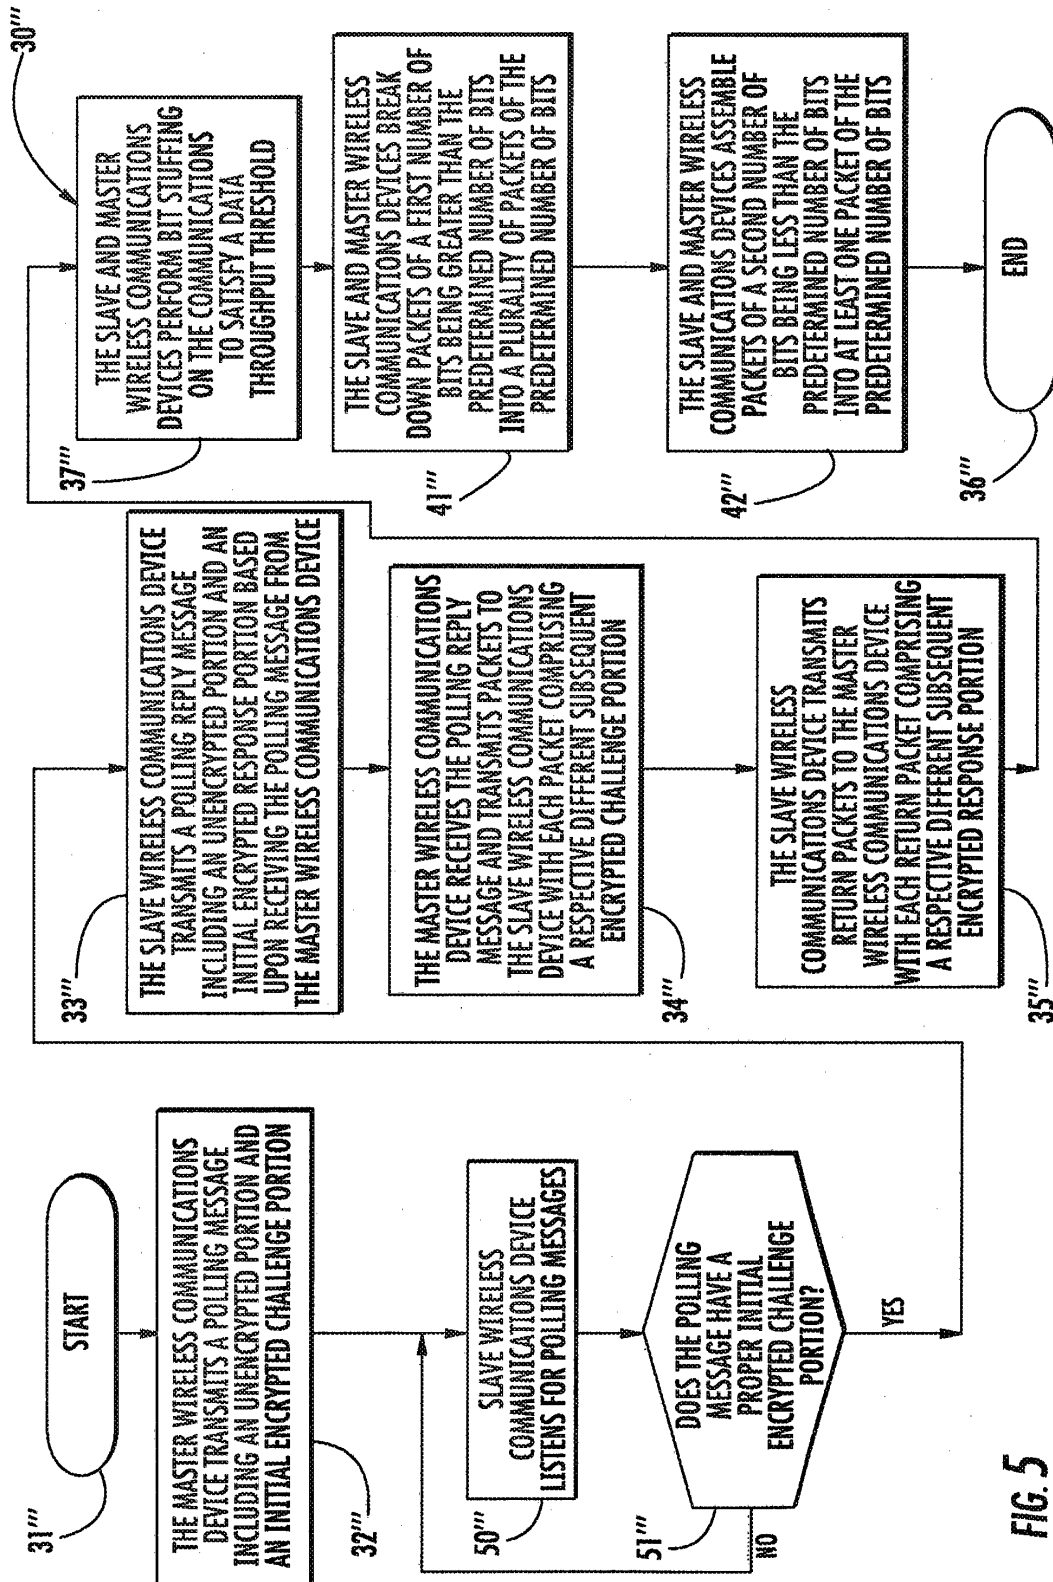 31'''
START
THE MASTER WIRELESS COMMUNICATIONS
DEVICE TRANSMITS A POLLING MESSAGE
INCLUDING AN UNENCRYPTED PORTION AND
AN INITIAL ENCRYPTED CHALLENGE PORTION
32'''
SLAVE WIRELESS
COMMUNICATIONS DEVICE
LISTENS FOR POLLING MESSAGES
50'''
DOES THE POLLING
MESSAGE HAVE A
PROPER INITIAL
ENCRYPTED CHALLENGE
PORTION?
51'''
NO
YES
THE SLAVE WIRELESS COMMUNICATIONS DEVICE
TRANSMITS A POLLING REPLY MESSAGE
INCLUDING AN UNENCRYPTED PORTION AND AN
INITIAL ENCRYPTED RESPONSE PORTION BASED
UPON RECEIVING THE POLLING MESSAGE FROM
THE MASTER WIRELESS COMMUNICATIONS DEVICE
33'''
THE MASTER WIRELESS COMMUNICATIONS
DEVICE RECEIVES THE POLLING REPLY
MESSAGE AND TRANSMITS PACKETS TO
THE SLAVE WIRELESS COMMUNICATIONS
DEVICE WITH EACH PACKET COMPRISING
A RESPECTIVE DIFFERENT SUBSEQUENT
ENCRYPTED CHALLENGE PORTION
34'''
THE SLAVE WIRELESS
COMMUNICATIONS DEVICE TRANSMITS
RETURN PACKETS TO THE MASTER
WIRELESS COMMUNICATIONS DEVICE
WITH EACH RETURN PACKET COMPRISING
A RESPECTIVE DIFFERENT SUBSEQUENT
ENCRYPTED RESPONSE PORTION
35'''
30'''
THE SLAVE AND MASTER
WIRELESS COMMUNICATIONS
DEVICES PERFORM BIT STUFFING
ON THE COMMUNICATIONS
TO SATISFY A DATA
THROUGHPUT THRESHOLD
37'''
THE SLAVE AND MASTER WIRELESS
COMMUNICATIONS DEVICES BREAK
DOWN PACKETS OF A FIRST NUMBER OF
BITS BEING GREATER THAN THE
PREDETERMINED NUMBER OF BITS
INTO A PLURALITY OF PACKETS OF THE
PREDETERMINED NUMBER OF BITS
41'''
THE SLAVE AND MASTER WIRELESS
COMMUNICATIONS DEVICES ASSEMBLE
PACKETS OF A SECOND NUMBER OF
BITS BEING LESS THAN THE
PREDETERMINED NUMBER OF BITS
INTO AT LEAST ONE PACKET OF THE
PREDETERMINED NUMBER OF BITS
42'''
END
36'''
FIG. 5